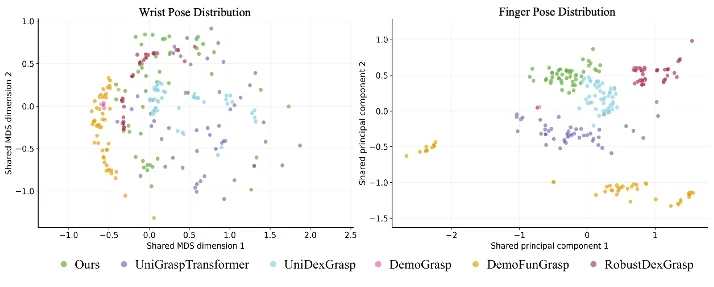 Wrist Pose Distribution
Finger Pose Distribution
Shared MDS dimension 2
1.0
0.5
0.0
−0.5
−1.0
−1.0
−0.5
0.0
0.5
1.0
1.5
2.0
2.5
Shared MDS dimension 1
Shared principal component 2
1.0
0.5
0.0
−0.5
−1.0
−1.5
−2
−1
0
1
Shared principal component 1
Ours
UniGraspTransformer
UniDexGrasp
DemoGrasp
DemoFunGrasp
RobustDexGrasp